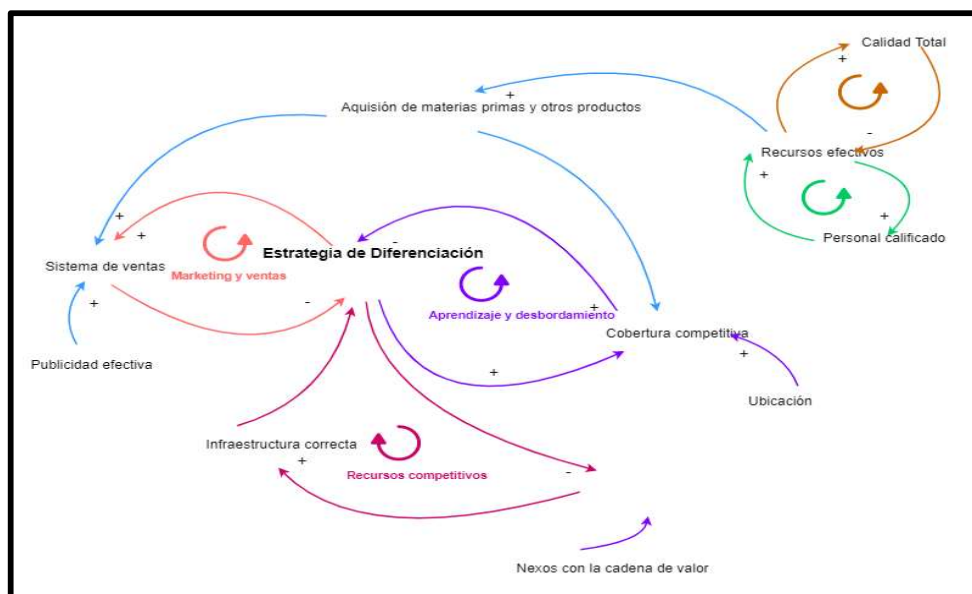 Calidad Total
+
+
Aquisión de materias primas y otros productos
-
Recursos efectivos
+
+
Personal calificado
+
+
-
Estrategia de Diferenciación
Sistema de ventas
Marketing y ventas
+
-
+
Aprendizaje y desbordamiento
Cobertura competitiva
+
Publicidad efectiva
+
Ubicación
Infraestructura correcta
+
Recursos competitivos
-
Nexos con la cadena de valor